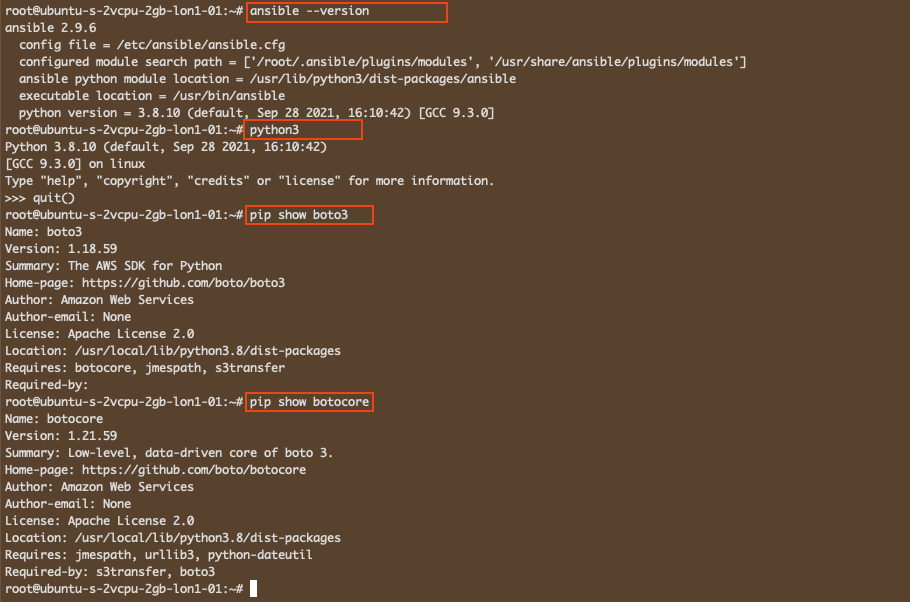 root@ubuntu-s-2vcpu-2gb-lon1-01:~# ansible --version
ansible 2.9.6
  config file = /etc/ansible/ansible.cfg
  configured module search path = ['/root/.ansible/plugins/modules', '/usr/share/ansible/plugins/modules']
  ansible python module location = /usr/lib/python3/dist-packages/ansible
  executable location = /usr/bin/ansible
  python version = 3.8.10 (default, Sep 28 2021, 16:10:42) [GCC 9.3.0]
root@ubuntu-s-2vcpu-2gb-lon1-01:~# python3
Python 3.8.10 (default, Sep 28 2021, 16:10:42)
[GCC 9.3.0] on linux
Type "help", "copyright", "credits" or "license" for more information.
>>> quit()
root@ubuntu-s-2vcpu-2gb-lon1-01:~# pip show boto3
Name: boto3
Version: 1.18.59
Summary: The AWS SDK for Python
Home-page: https://github.com/boto/boto3
Author: Amazon Web Services
Author-email: None
License: Apache License 2.0
Location: /usr/local/lib/python3.8/dist-packages
Requires: botocore, jmespath, s3transfer
Required-by:
root@ubuntu-s-2vcpu-2gb-lon1-01:~# pip show botocore
Name: botocore
Version: 1.21.59
Summary: Low-level, data-driven core of boto 3.
Home-page: https://github.com/boto/botocore
Author: Amazon Web Services
Author-email: None
License: Apache License 2.0
Location: /usr/local/lib/python3.8/dist-packages
Requires: jmespath, urllib3, python-dateutil
Required-by: s3transfer, boto3
root@ubuntu-s-2vcpu-2gb-lon1-01:~#